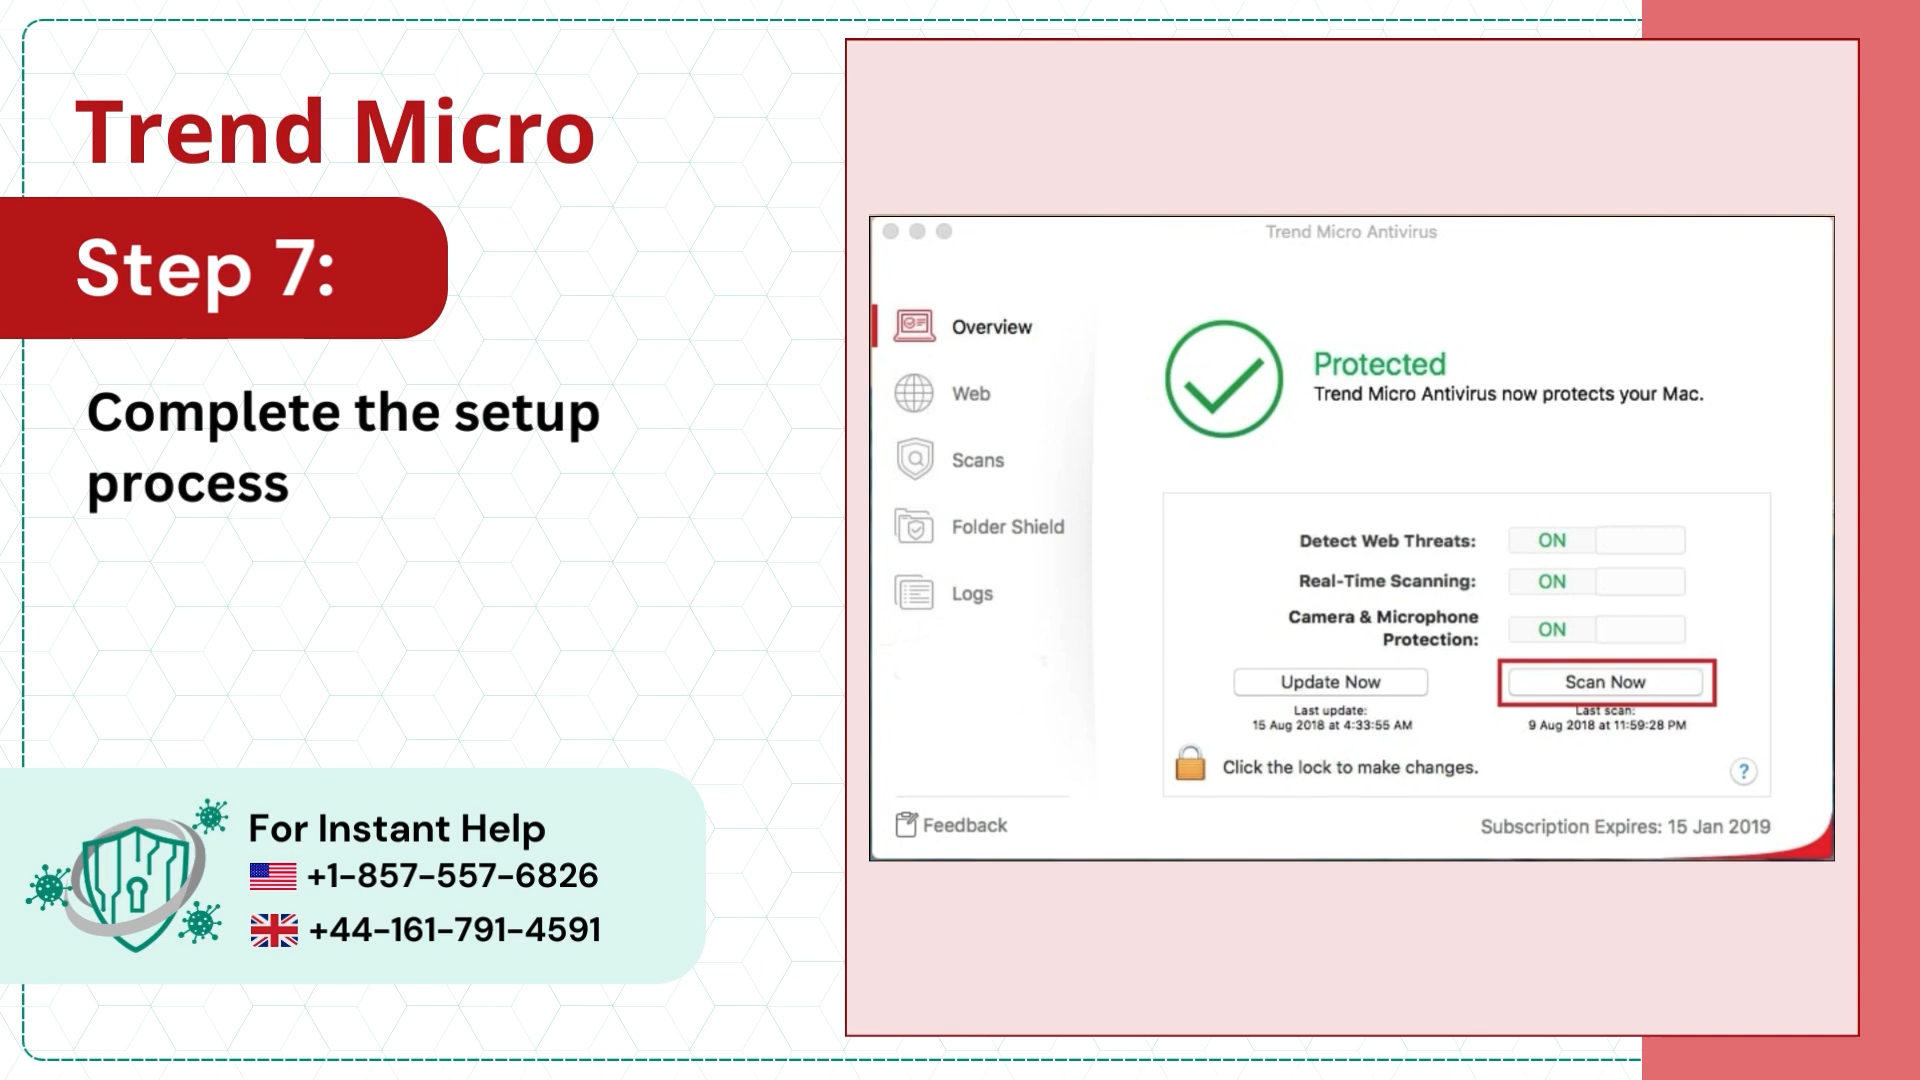 Trend Micro
Step 7:
Complete the setup
process
For Instant Help
+1-857-557-6826
+44-161-791-4591
Trend Micro Antivirus
Overview
Web
Scans
Folder Shield
Logs
Feedback
Protected
Trend Micro Antivirus now protects your Mac.
Detect Web Threats: ON
Real-Time Scanning: ON
Camera & Microphone
Protection: ON
Update Now
Last update:
15 Aug 2018 at 4:33:55 AM
Scan Now
Last scan:
9 Aug 2018 at 11:59:28 PM
Click the lock to make changes.
?
Subscription Expires: 15 Jan 2019